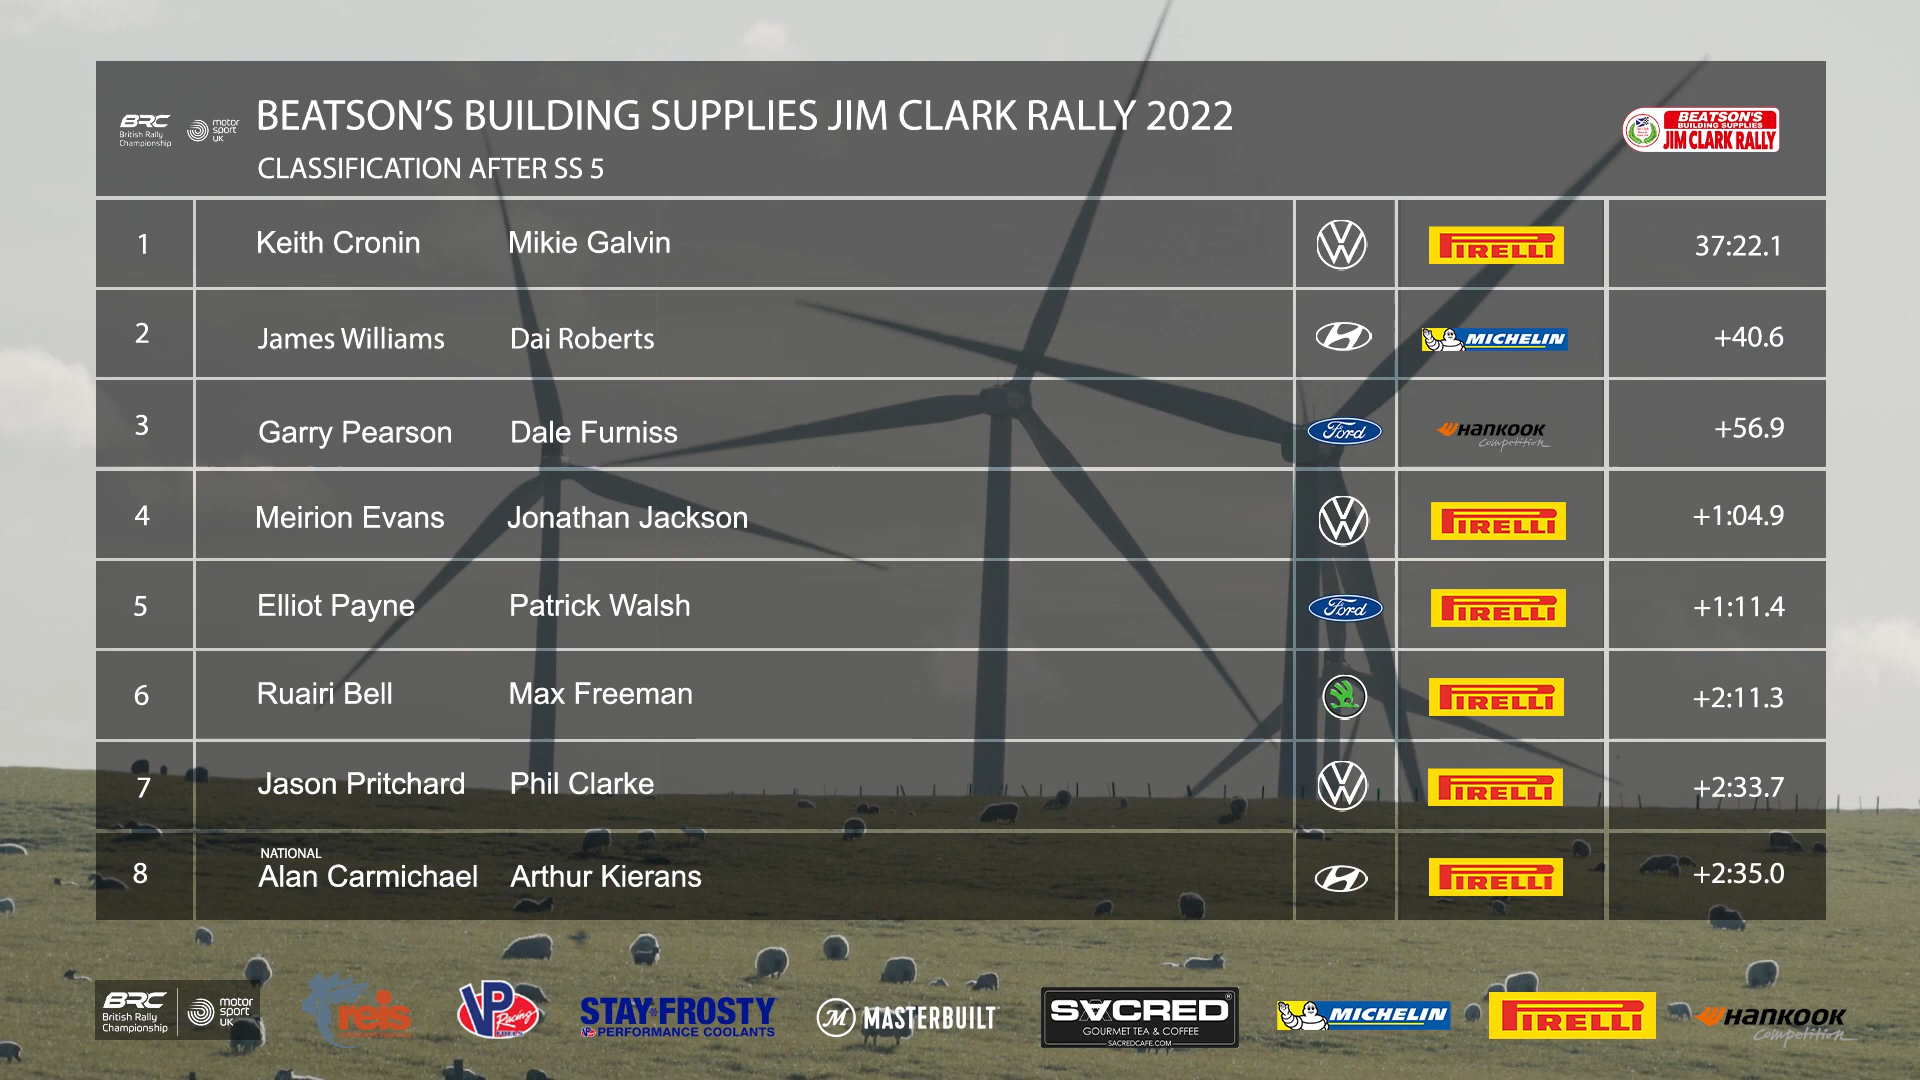 BRC
British Rally
Championship
motor
sport
UK
BEATSON'S BUILDING SUPPLIES JIM CLARK RALLY 2022
CLASSIFICATION AFTER SS 5
BEATSON'S
BUILDING SUPPLIES
JIM CLARK RALLY
1 Keith Cronin Mikie Galvin PIRELLI 37:22.1
2 James Williams Dai Roberts MICHELIN +40.6
3 Garry Pearson Dale Furniss Ford HANKOOK competition +56.9
4 Meirion Evans Jonathan Jackson PIRELLI +1:04.9
5 Elliot Payne Patrick Walsh Ford PIRELLI +1:11.4
6 Ruairi Bell Max Freeman PIRELLI +2:11.3
7 Jason Pritchard Phil Clarke PIRELLI +2:33.7
NATIONAL
8 Alan Carmichael Arthur Kierans PIRELLI +2:35.0
BRC
British Rally
Championship
motor
sport
UK
reis
VP
Racing
FUELS
STAY FROSTY
VP PERFORMANCE COOLANTS
M MASTERBUILT
SACRED
GOURMET TEA & COFFEE
SACREDCAFE.COM
MICHELIN
PIRELLI
HANKOOK
competition